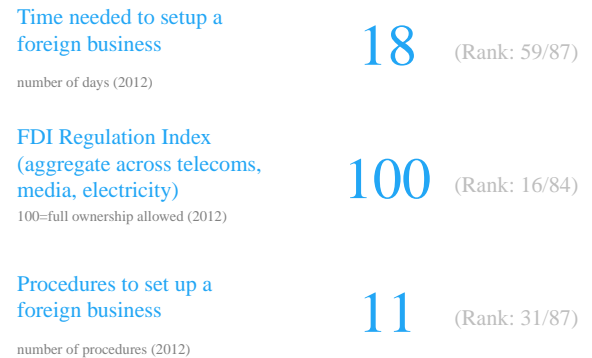 Time needed to setup a
foreign business
18 (Rank: 59/87)
number of days (2012)
FDI Regulation Index
(aggregate across telecoms,
media, electricity)
100 (Rank: 16/84)
100=full ownership allowed (2012)
Procedures to set up a
foreign business
11 (Rank: 31/87)
number of procedures (2012)